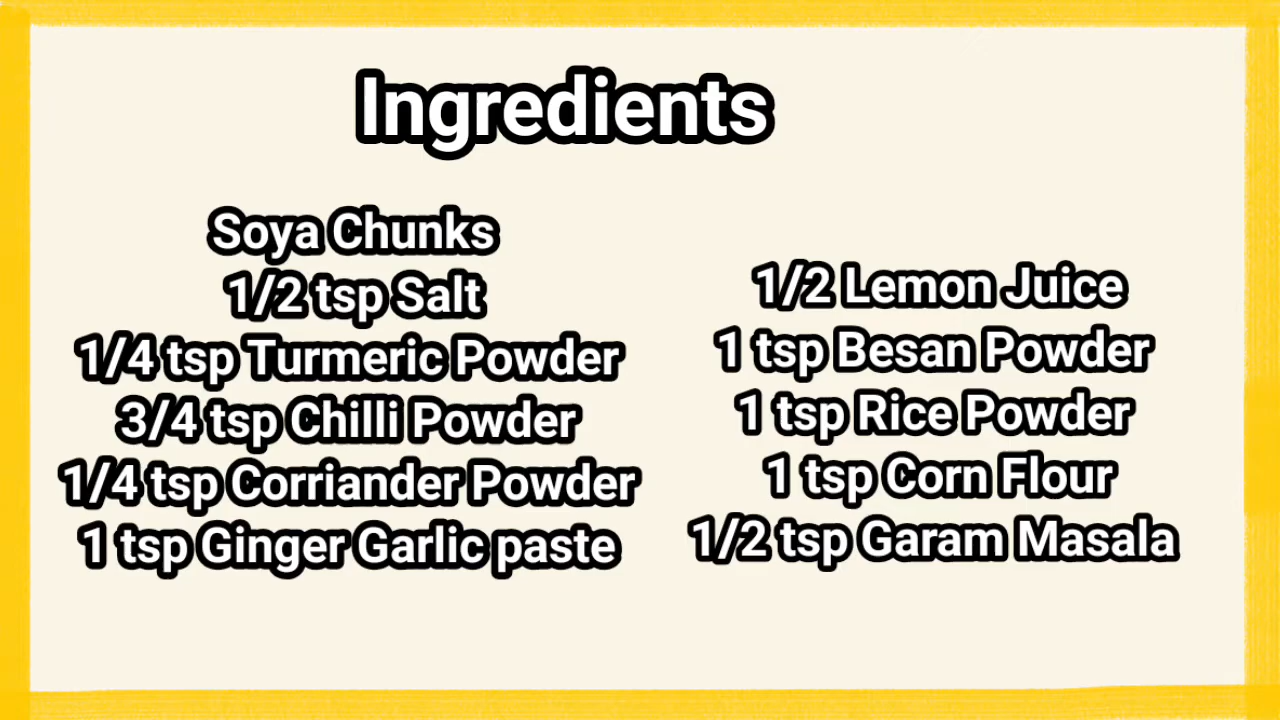 Ingredients
Soya Chunks
1/2 tsp Salt
1/4 tsp Turmeric Powder
3/4 tsp Chilli Powder
1/4 tsp Corriander Powder
1 tsp Ginger Garlic paste
1/2 Lemon Juice
1 tsp Besan Powder
1 tsp Rice Powder
1 tsp Corn Flour
1/2 tsp Garam Masala